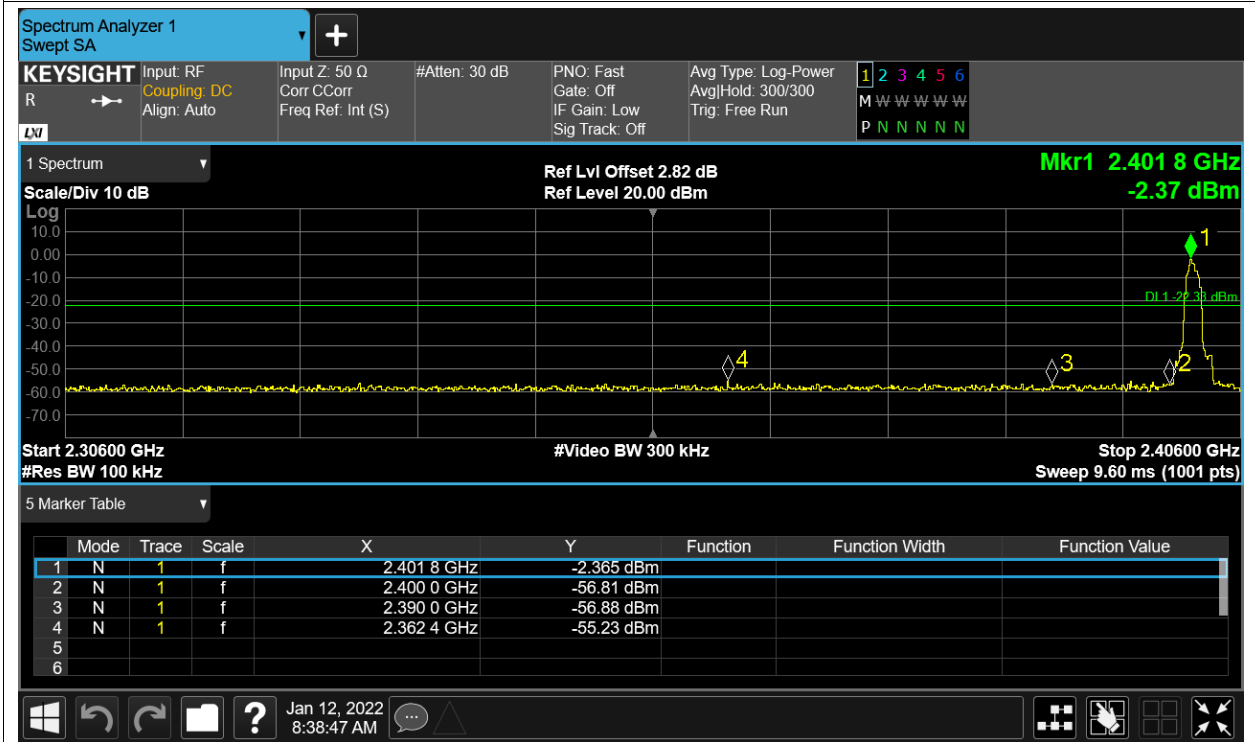 Spectrum Analyzer 1
Swept SA
+
KEYSIGHT Input: RF Input Z: 50 Ω #Atten: 30 dB PNO: Fast Avg Type: Log-Power 1 2 3 4 5 6
R Coupling: DC Corr CCorr Gate: Off Avg|Hold: 300/300 M W W W W W
Align: Auto Freq Ref: Int (S) IF Gain: Low Trig: Free Run
LXI Sig Track: Off P N N N N N
1 Spectrum Ref Lvl Offset 2.82 dB Mkr1 2.401 8 GHz
Scale/Div 10 dB Ref Level 20.00 dBm -2.37 dBm
Log
10.0
1
0.00
-10.0
-20.0
DL1 -22.33 dBm
-30.0
-40.0
4 3 2
-50.0
-60.0
-70.0
Start 2.30600 GHz #Video BW 300 kHz Stop 2.40600 GHz
#Res BW 100 kHz Sweep 9.60 ms (1001 pts)
5 Marker Table
Mode Trace Scale X Y Function Function Width Function Value
1 N 1 f 2.401 8 GHz -2.365 dBm
2 N 1 f 2.400 0 GHz -56.81 dBm
3 N 1 f 2.390 0 GHz -56.88 dBm
4 N 1 f 2.362 4 GHz -55.23 dBm
5
6
? Jan 12, 2022
8:38:47 AM